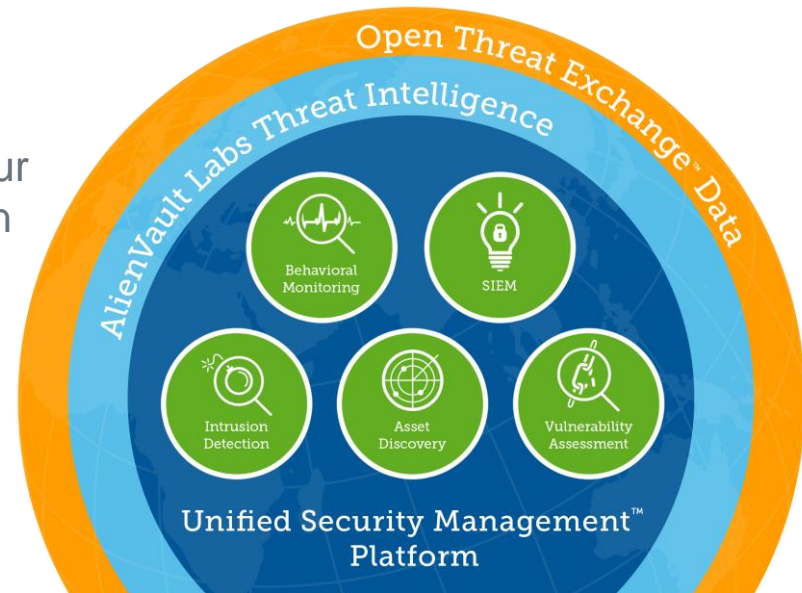 Open Threat Exchange™ Data
AlienVault Labs Threat Intelligence
ur
n
Behavioral
Monitoring
SIEM
Intrusion
Detection
Asset
Discovery
Vulnerability
Assessment
Unified Security Management™
Platform